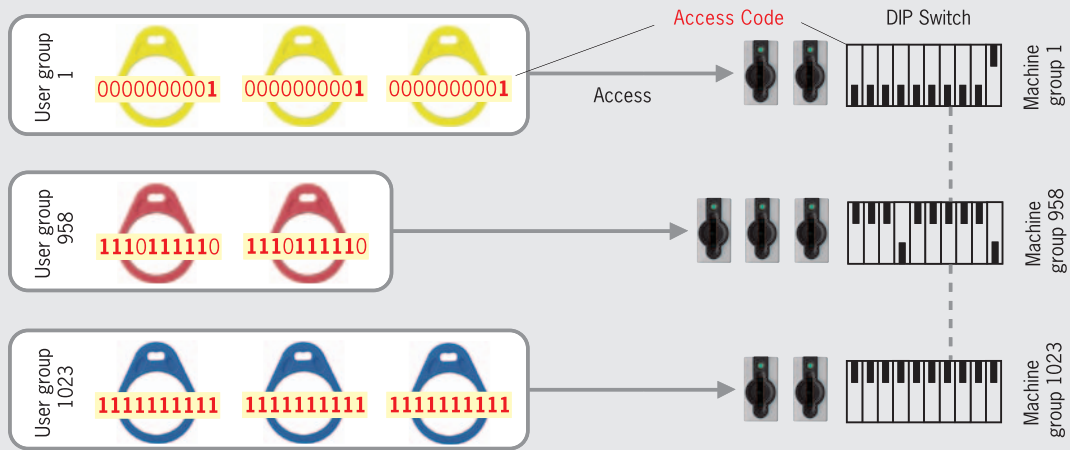 Access Code
DIP Switch
User group
1
0000000001
0000000001
0000000001
Access
Machine
group 1
User group
958
1110111110
1110111110
Machine
group 958
User group
1023
1111111111
1111111111
1111111111
Machine
group 1023